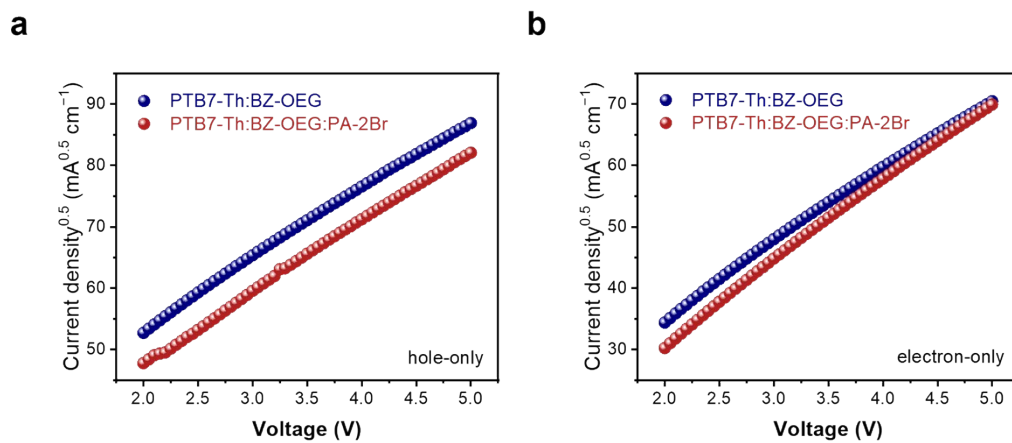 a
PTB7-Th:BZ-OEG
PTB7-Th:BZ-OEG:PA-2Br
Current density^0.5 (mA^0.5 cm^−1)
90
80
70
60
50
hole-only
2.0 2.5 3.0 3.5 4.0 4.5 5.0
Voltage (V)
b
PTB7-Th:BZ-OEG
PTB7-Th:BZ-OEG:PA-2Br
Current density^0.5 (mA^0.5 cm^−1)
70
60
50
40
30
electron-only
2.0 2.5 3.0 3.5 4.0 4.5 5.0
Voltage (V)